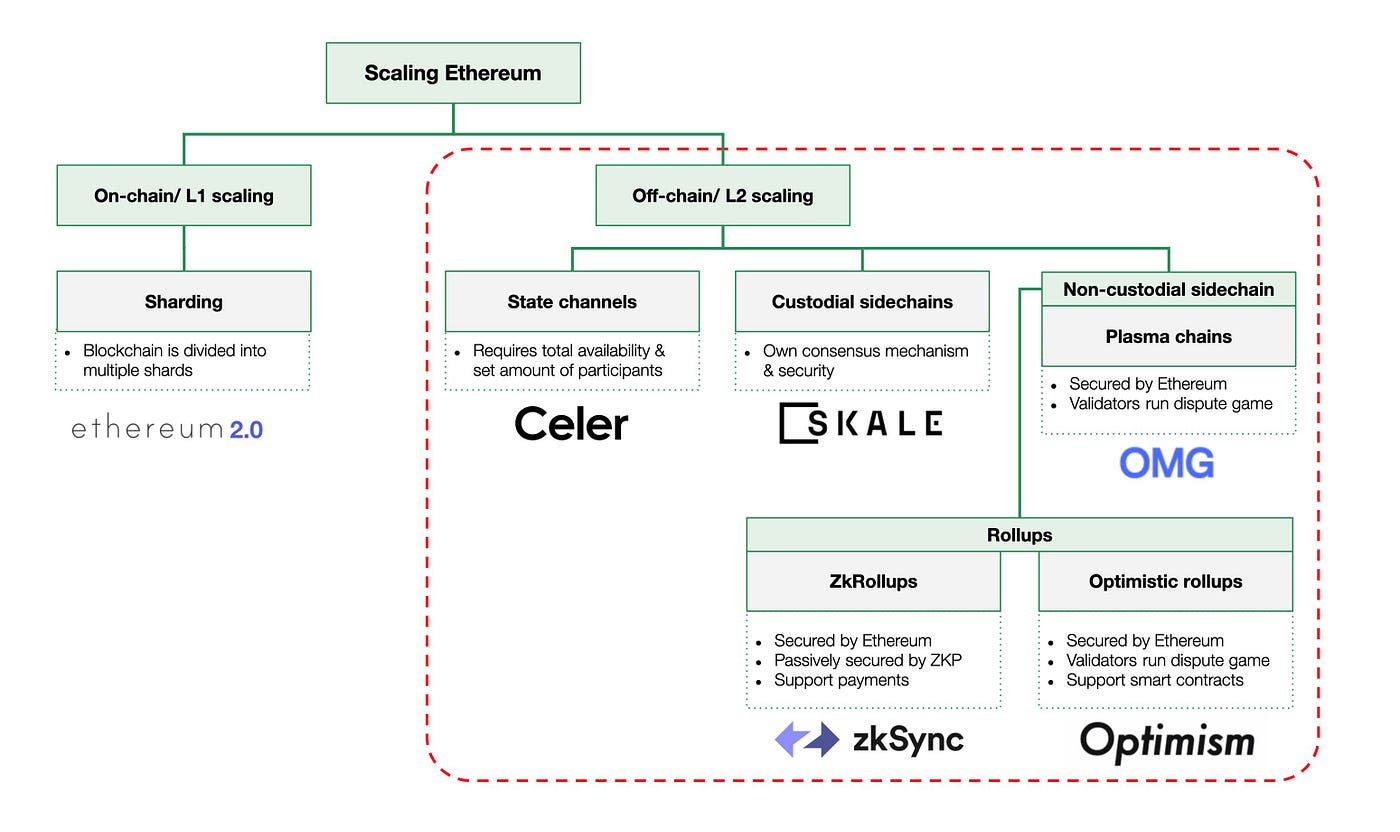 Scaling Ethereum
On-chain/ L1 scaling
Off-chain/ L2 scaling
Sharding
• Blockchain is divided into
multiple shards
ethereum 2.0
State channels
• Requires total availability &
set amount of participants
Celer
Custodial sidechains
• Own consensus mechanism
& security
SKALE
Non-custodial sidechain
Plasma chains
• Secured by Ethereum
• Validators run dispute game
OMG
Rollups
ZkRollups
• Secured by Ethereum
• Passively secured by ZKP
• Support payments
zkSync
Optimistic rollups
• Secured by Ethereum
• Validators run dispute game
• Support smart contracts
Optimism